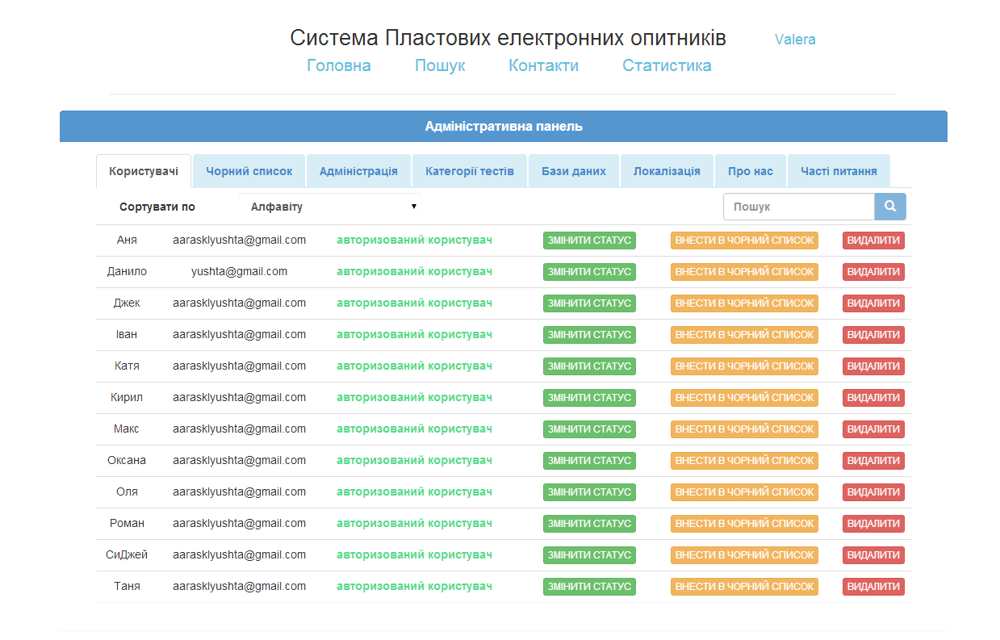 Система Пластових електронних опитників Valera
Головна Пошук Контакти Статистика
Адміністративна панель
Користувачі Чорний список Адміністрація Категорії тестів Бази даних Локалізація Про нас Часті питання
Сортувати по Алфавіту Пошук
Аня aarasklyushta@gmail.com авторизований користувач ЗМІНИТИ СТАТУС ВНЕСТИ В ЧОРНИЙ СПИСОК ВИДАЛИТИ
Данило yushta@gmail.com авторизований користувач ЗМІНИТИ СТАТУС ВНЕСТИ В ЧОРНИЙ СПИСОК ВИДАЛИТИ
Джек aarasklyushta@gmail.com авторизований користувач ЗМІНИТИ СТАТУС ВНЕСТИ В ЧОРНИЙ СПИСОК ВИДАЛИТИ
Іван aarasklyushta@gmail.com авторизований користувач ЗМІНИТИ СТАТУС ВНЕСТИ В ЧОРНИЙ СПИСОК ВИДАЛИТИ
Катя aarasklyushta@gmail.com авторизований користувач ЗМІНИТИ СТАТУС ВНЕСТИ В ЧОРНИЙ СПИСОК ВИДАЛИТИ
Кирил aarasklyushta@gmail.com авторизований користувач ЗМІНИТИ СТАТУС ВНЕСТИ В ЧОРНИЙ СПИСОК ВИДАЛИТИ
Макс aarasklyushta@gmail.com авторизований користувач ЗМІНИТИ СТАТУС ВНЕСТИ В ЧОРНИЙ СПИСОК ВИДАЛИТИ
Оксана aarasklyushta@gmail.com авторизований користувач ЗМІНИТИ СТАТУС ВНЕСТИ В ЧОРНИЙ СПИСОК ВИДАЛИТИ
Оля aarasklyushta@gmail.com авторизований користувач ЗМІНИТИ СТАТУС ВНЕСТИ В ЧОРНИЙ СПИСОК ВИДАЛИТИ
Роман aarasklyushta@gmail.com авторизований користувач ЗМІНИТИ СТАТУС ВНЕСТИ В ЧОРНИЙ СПИСОК ВИДАЛИТИ
СиДжей aarasklyushta@gmail.com авторизований користувач ЗМІНИТИ СТАТУС ВНЕСТИ В ЧОРНИЙ СПИСОК ВИДАЛИТИ
Таня aarasklyushta@gmail.com авторизований користувач ЗМІНИТИ СТАТУС ВНЕСТИ В ЧОРНИЙ СПИСОК ВИДАЛИТИ